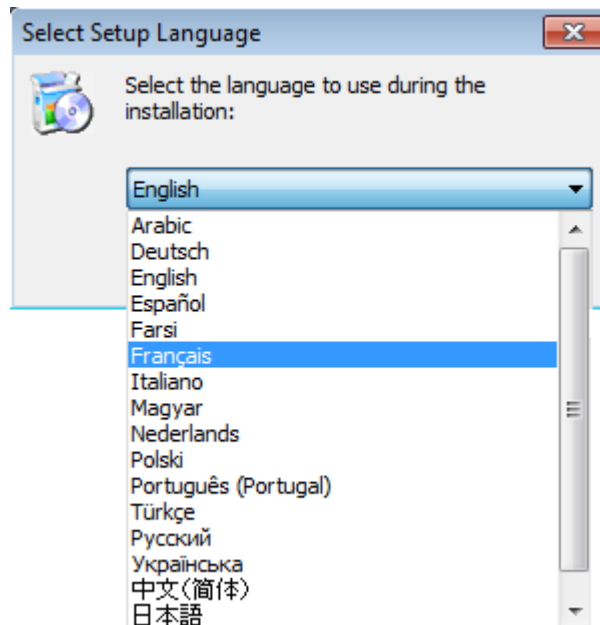 Select Setup Language
Select the language to use during the
installation:
English
Arabic
Deutsch
English
Español
Farsi
Français
Italiano
Magyar
Nederlands
Polski
Português (Portugal)
Türkçe
Русский
Українська
中文(简体)
日本語